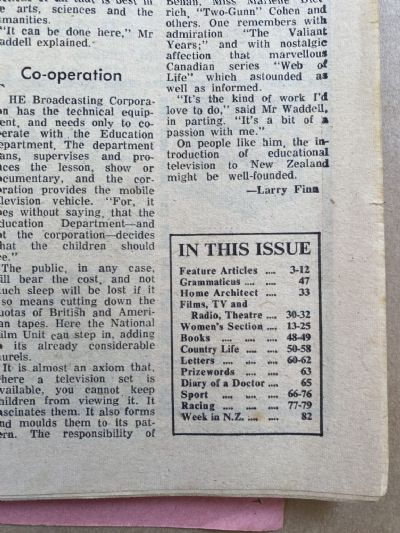 e arts, sciences and the
manities.
"It can be done here," Mr
addell explained.
Co-operation
HE Broadcasting Corpora-
on has the technical equip-
ent, and needs only to co-
erate with the Education
epartment. The department
ans, supervises and pro-
uces the lesson, show or
ocumentary, and the cor-
oration provides the mobile
levision vehicle. "For, it
oes without saying, that the
ducation Department—and
ot the corporation—decides
hat the children should
e."
The public, in any case,
ill bear the cost, and not
uch sleep will be lost if it
so means cutting down the
uotas of British and Ameri-
an tapes. Here the National
ilm Unit can step in, adding
its already considerable
urels.
It is almost an axiom that,
here a television set is
vailable, you cannot keep
hildren from viewing it. It
ascinates them. It also forms
nd moulds them to its pat-
ern. The responsibility of
Behan, Miss Marlene Diet-
rich, "Two-Gun" Cohen and
others. One remembers with
admiration "The Valiant
Years;" and with nostalgic
affection that marvellous
Canadian series "Web of
Life" which astounded as
well as informed.
"It's the kind of work I'd
love to do," said Mr Waddell,
in parting. "It's a bit of a
passion with me."
On people like him, the in-
troduction of educational
television to New Zealand
might be well-founded.
—Larry Finn
IN THIS ISSUE
Feature Articles .... 3-12
Grammaticus .... 47
Home Architect .... 33
Films, TV and
Radio, Theatre .... 30-32
Women's Section .... 13-25
Books .... .... 48-49
Country Life .... .... 50-58
Letters .... .... 60-62
Prizewords .... .... 63
Diary of a Doctor .... 65
Sport .... .... .... 66-76
Racing .... .... .... 77-79
Week in N.Z. .... .... 82